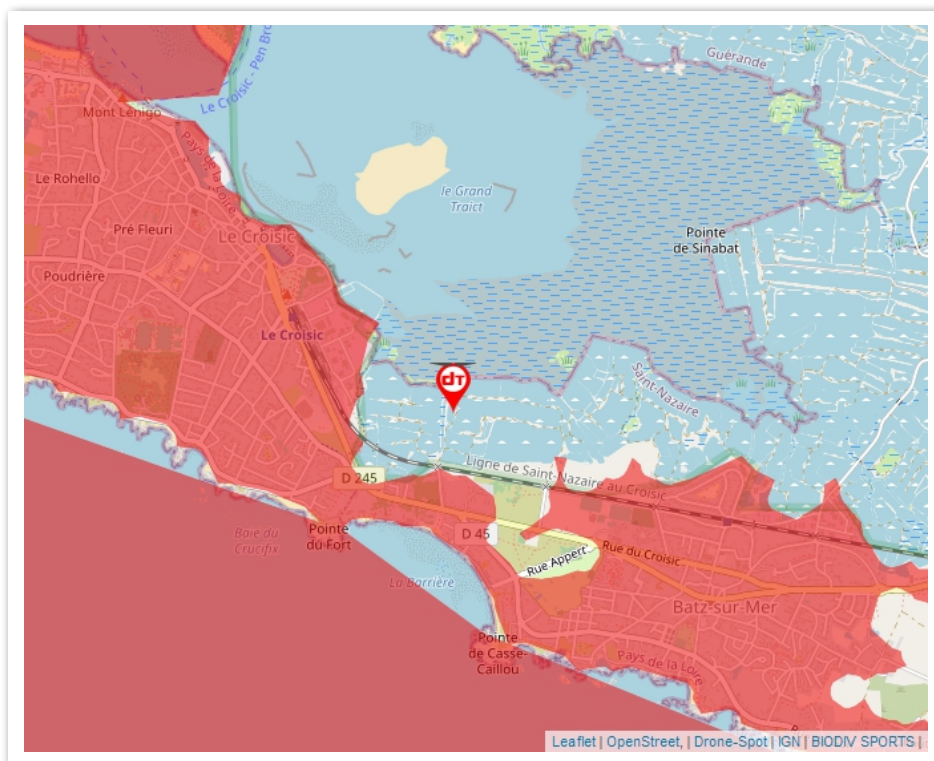 Guérande
Le Croisic - Pen Bro
Mont Lénigo
Pays de la Loire
Le Rohello
le Grand
Traict
Pré Fleuri
Le Croisic
Pointe
de Sinabat
Poudrière
Le Croisic
dT
Saint-Nazaire
Ligne de Saint-Nazaire au Croisic
D 245
Baie du
Crucifix
Pointe
du Fort
D 45
Rue Appert
Rue du Croisic
La Barrière
Batz-sur-Mer
Pointe
de Casse-
Caillou
Pays de la Loire
Leaflet | OpenStreet, | Drone-Spot | IGN | BIODIV SPORTS |